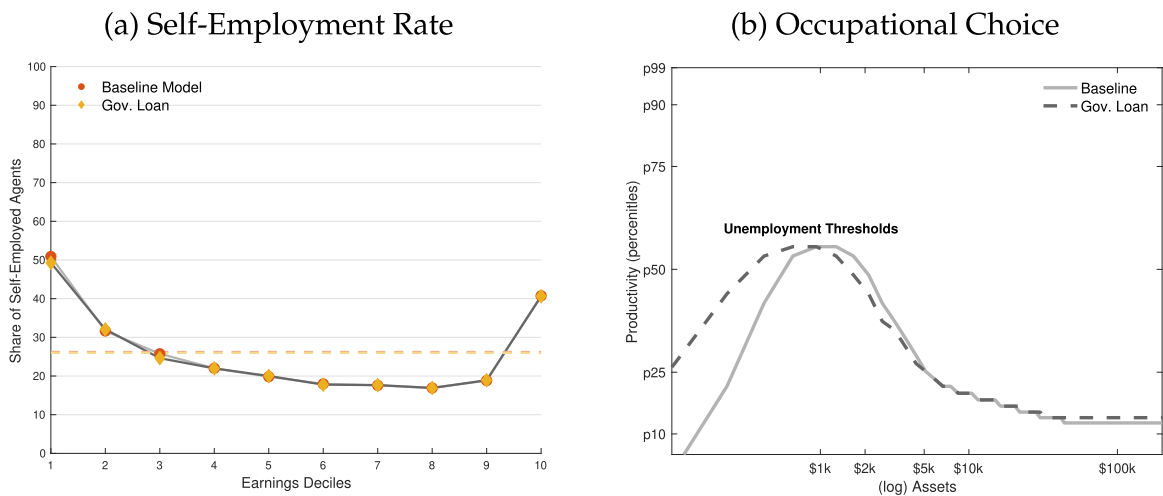 (a) Self-Employment Rate
Share of Self-Employed Agents
100
90
80
70
60
50
40
30
20
10
0
Baseline Model
Gov. Loan
1 2 3 4 5 6 7 8 9 10
Earnings Deciles
(b) Occupational Choice
Productivity (percenitles)
p99
p90
p75
p50
p25
p10
Baseline
Gov. Loan
Unemployment Thresholds
$1k $2k $5k $10k $100k
(log) Assets